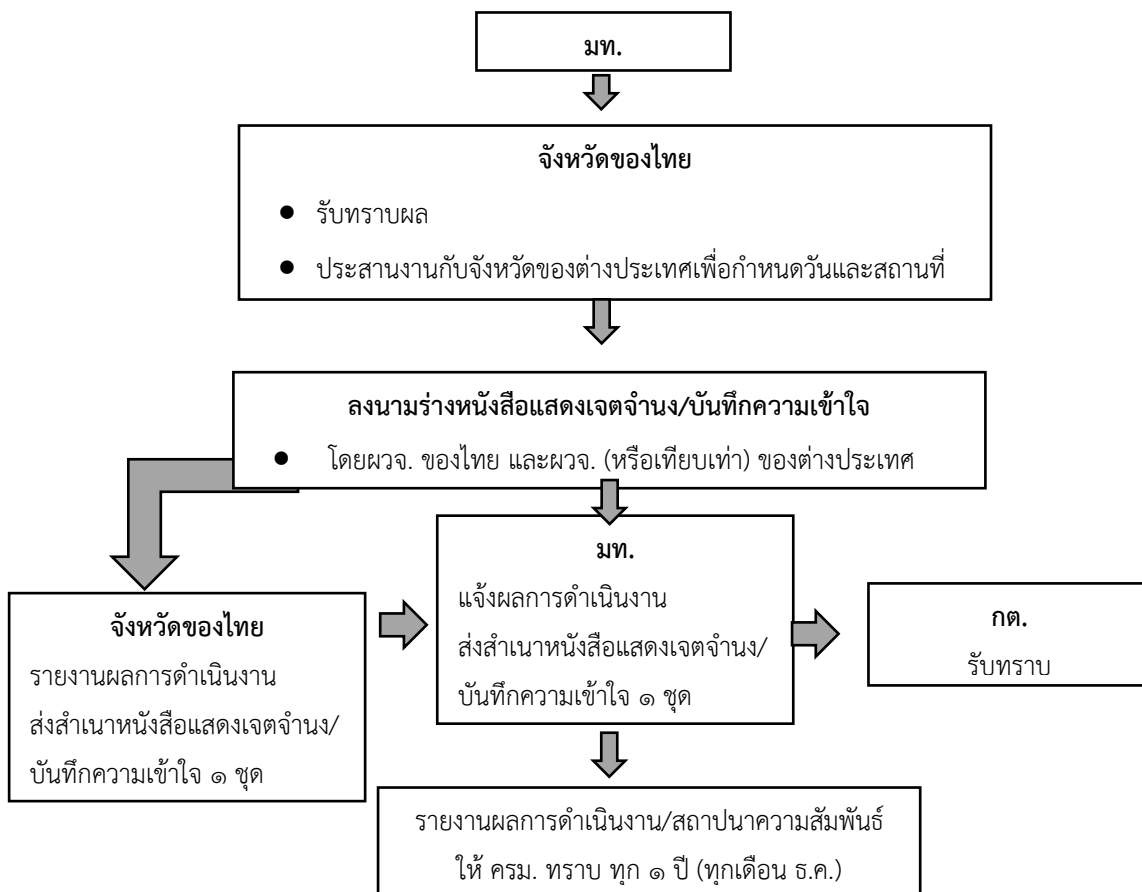 มท.
จังหวัดของไทย
● รับทราบผล
● ประสานงานกับจังหวัดของต่างประเทศเพื่อกำหนดวันและสถานที่
ลงนามร่างหนังสือแสดงเจตจำนง/บันทึกความเข้าใจ
● โดยผวจ. ของไทย และผวจ. (หรือเทียบเท่า) ของต่างประเทศ
จังหวัดของไทย
รายงานผลการดำเนินงาน
ส่งสำเนาหนังสือแสดงเจตจำนง/
บันทึกความเข้าใจ ๑ ชุด
มท.
แจ้งผลการดำเนินงาน
ส่งสำเนาหนังสือแสดงเจตจำนง/
บันทึกความเข้าใจ ๑ ชุด
กต.
รับทราบ
รายงานผลการดำเนินงาน/สถาปนาความสัมพันธ์
ให้ ครม. ทราบ ทุก ๑ ปี (ทุกเดือน ธ.ค.)